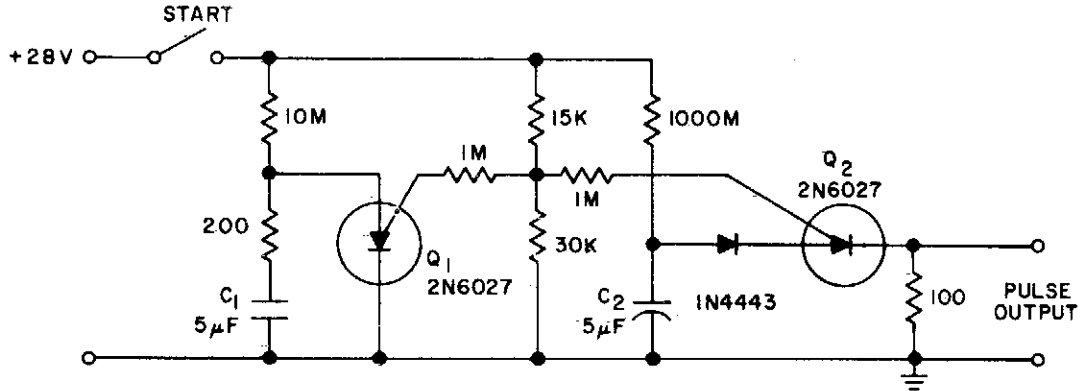 START
+28V
10M
15K
1000M
1M
1M
Q2
2N6027
200
Q1
2N6027
30K
C1
5μF
C2
5μF
1N4443
100
PULSE
OUTPUT